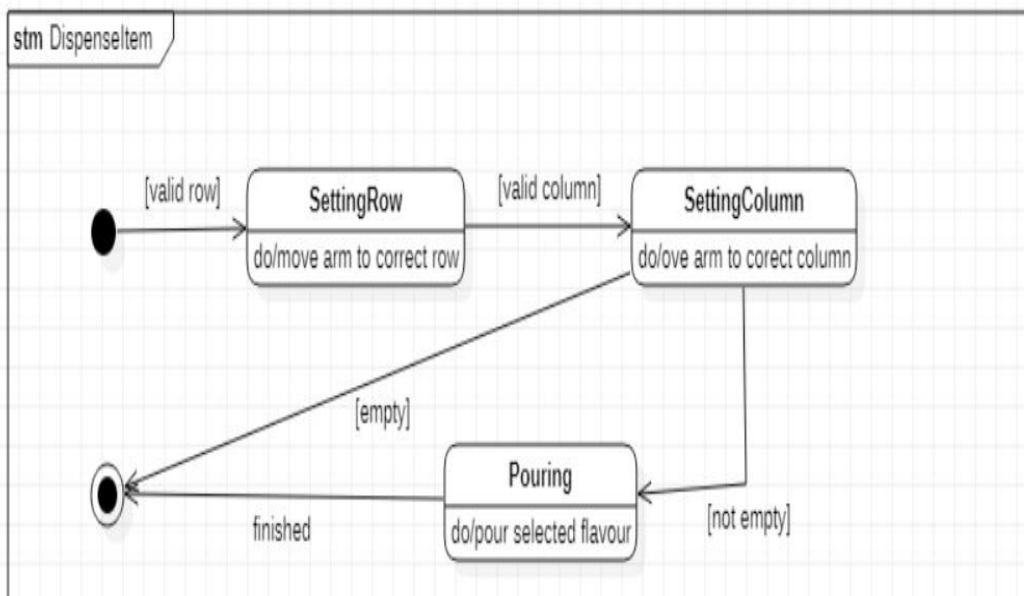 stm DispenseItem
[valid row]
SettingRow
do/move arm to correct row
[valid column]
SettingColumn
do/ove arm to corect column
[empty]
Pouring
do/pour selected flavour
[not empty]
finished